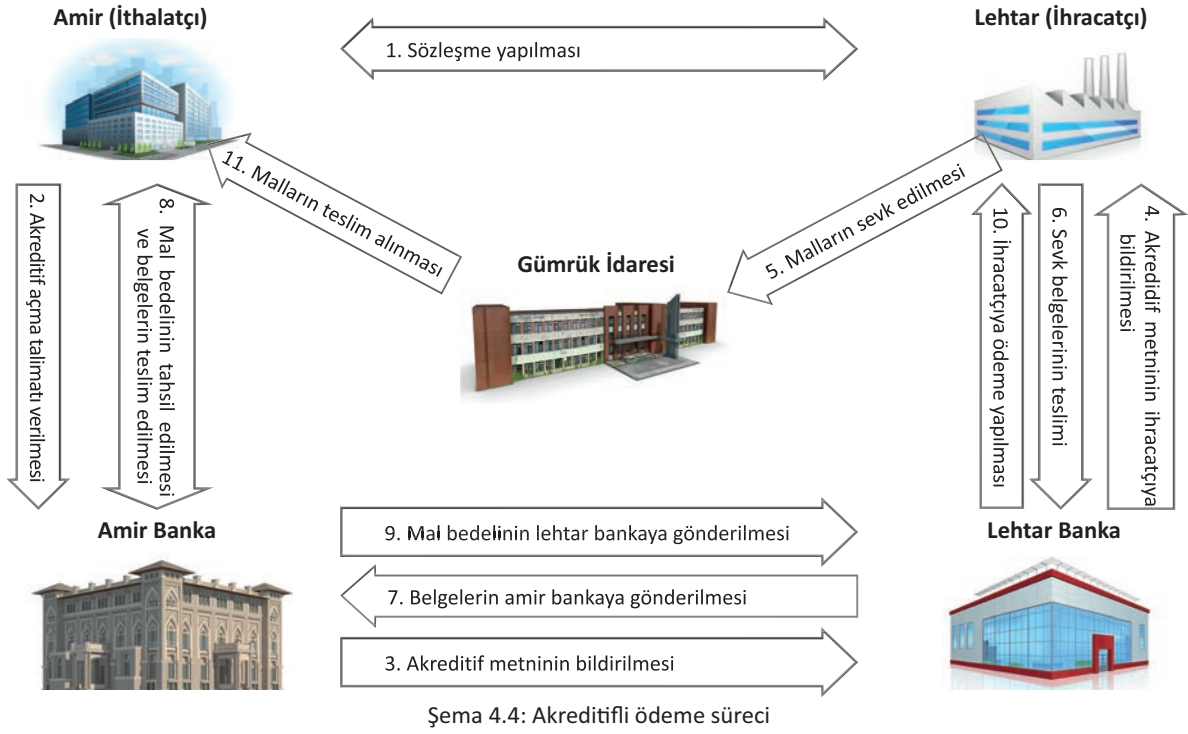 Amir (İthalatçı)
Lehtar (İhracatçı)
1. Sözleşme yapılması
11. Malların teslim alınması
5. Malların sevk edilmesi
Gümrük İdaresi
2. Akreditif açma talimatı verilmesi
8. Mal bedelinin tahsil edilmesi
ve belgelerin teslim edilmesi
10. İhracatçıya ödeme yapılması
6. Sevk belgelerinin teslimi
4. Akredidif metninin ihracatçıya
bildirilmesi
Amir Banka
Lehtar Banka
9. Mal bedelinin lehtar bankaya gönderilmesi
7. Belgelerin amir bankaya gönderilmesi
3. Akreditif metninin bildirilmesi
Şema 4.4: Akreditifli ödeme süreci